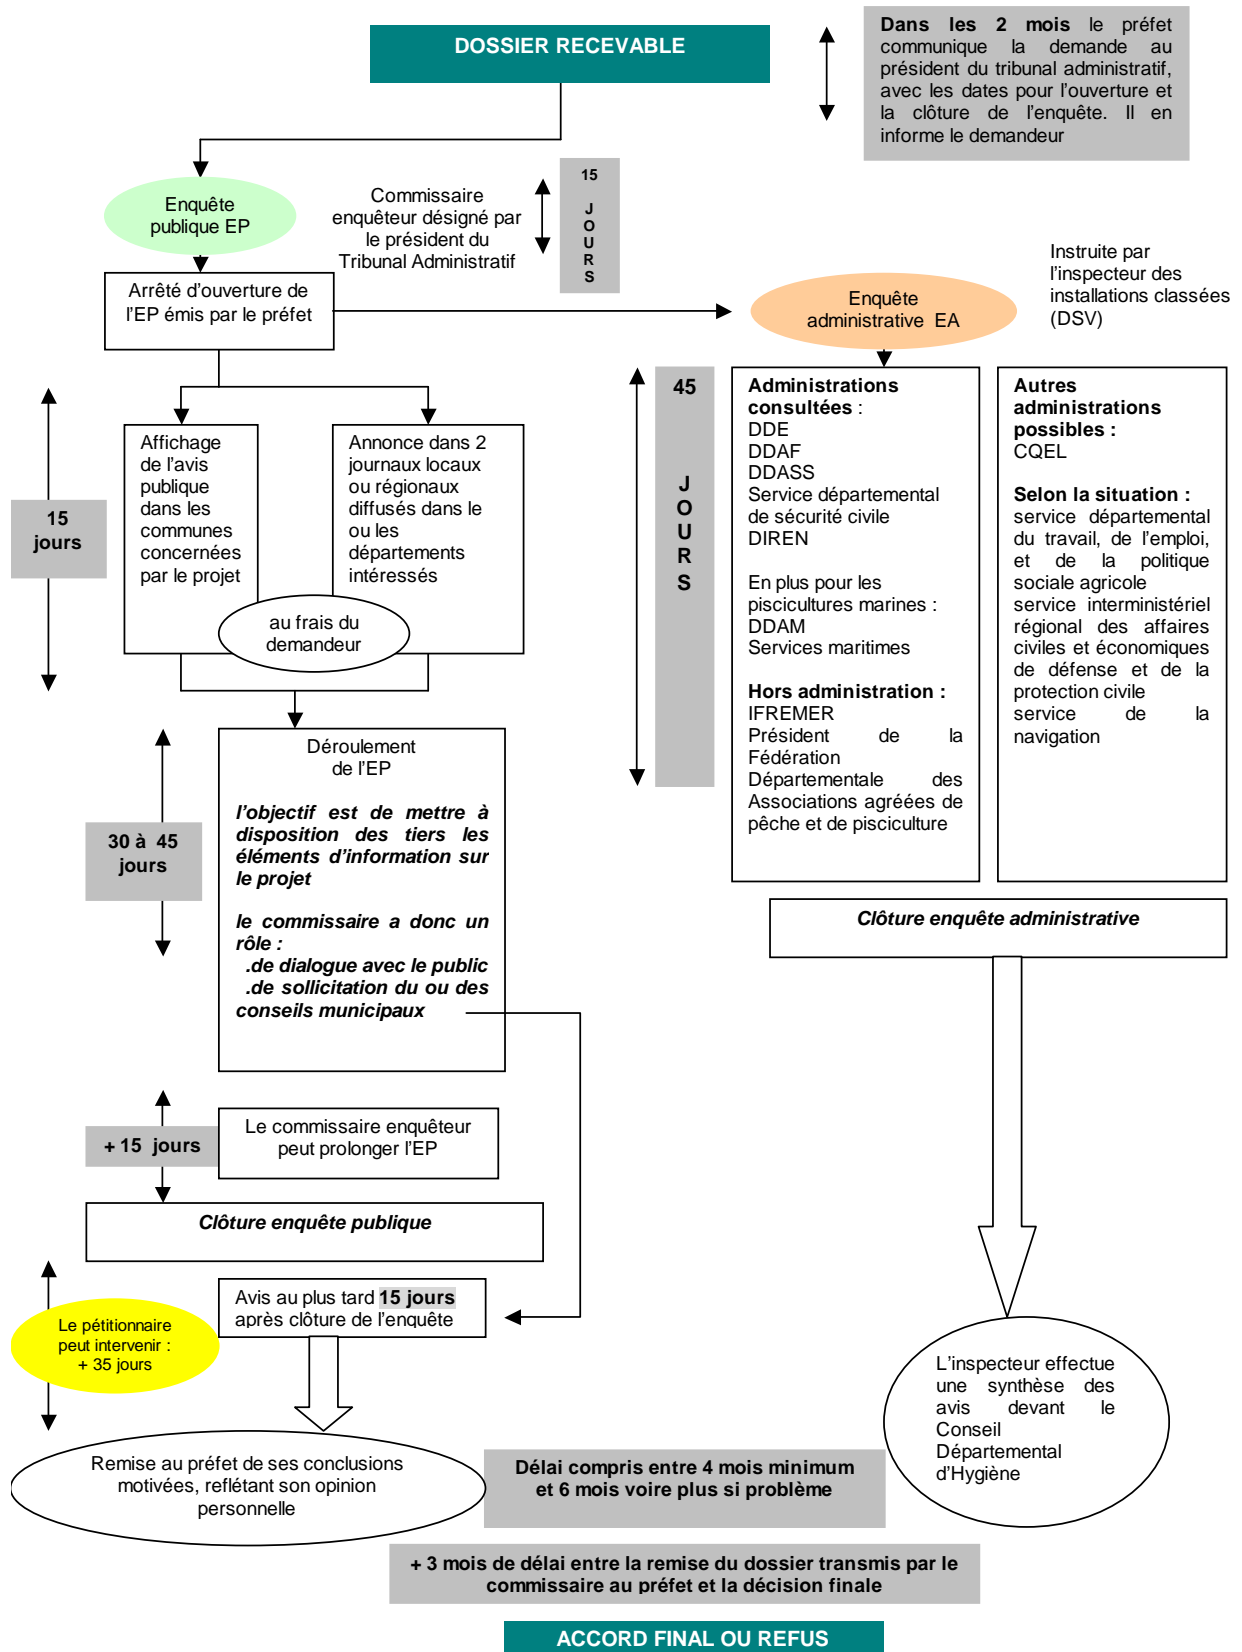 DOSSIER RECEVABLE
Dans les 2 mois le préfet
communique la demande au
président du tribunal administratif,
avec les dates pour l'ouverture et
la clôture de l'enquête. Il en
informe le demandeur
Enquête
publique EP
Commissaire
enquêteur désigné par
le président du
Tribunal Administratif
15
J
O
U
R
S
Arrêté d'ouverture de
l'EP émis par le préfet
Enquête
administrative EA
Instruite par
l'inspecteur des
installations classées
(DSV)
15
jours
Affichage
de l'avis
publique
dans les
communes
concernées
par le projet
Annonce dans 2
journaux locaux
ou régionaux
diffusés dans le
ou les
départements
intéressés
au frais du
demandeur
45
J
O
U
R
S
Administrations
consultées :
DDE
DDAF
DDASS
Service départemental
de sécurité civile
DIREN
En plus pour les
piscicultures marines :
DDAM
Services maritimes
Hors administration :
IFREMER
Président de la
Fédération
Départementale des
Associations agréées de
pêche et de pisciculture
Autres
administrations
possibles :
CQEL
Selon la situation :
service départemental
du travail, de l'emploi,
et de la politique
sociale agricole
service interministériel
régional des affaires
civiles et économiques
de défense et de la
protection civile
service de la
navigation
30 à 45
jours
Déroulement
de l'EP
l'objectif est de mettre à
disposition des tiers les
éléments d'information sur
le projet
le commissaire a donc un
rôle :
.de dialogue avec le public
.de sollicitation du ou des
conseils municipaux
Clôture enquête administrative
+ 15 jours
Le commissaire enquêteur
peut prolonger l'EP
Clôture enquête publique
Le pétitionnaire
peut intervenir :
+ 35 jours
Avis au plus tard 15 jours
après clôture de l'enquête
L'inspecteur effectue
une synthèse des
avis devant le
Conseil
Départemental
d'Hygiène
Remise au préfet de ses conclusions
motivées, reflétant son opinion
personnelle
Délai compris entre 4 mois minimum
et 6 mois voire plus si problème
+ 3 mois de délai entre la remise du dossier transmis par le
commissaire au préfet et la décision finale
ACCORD FINAL OU REFUS